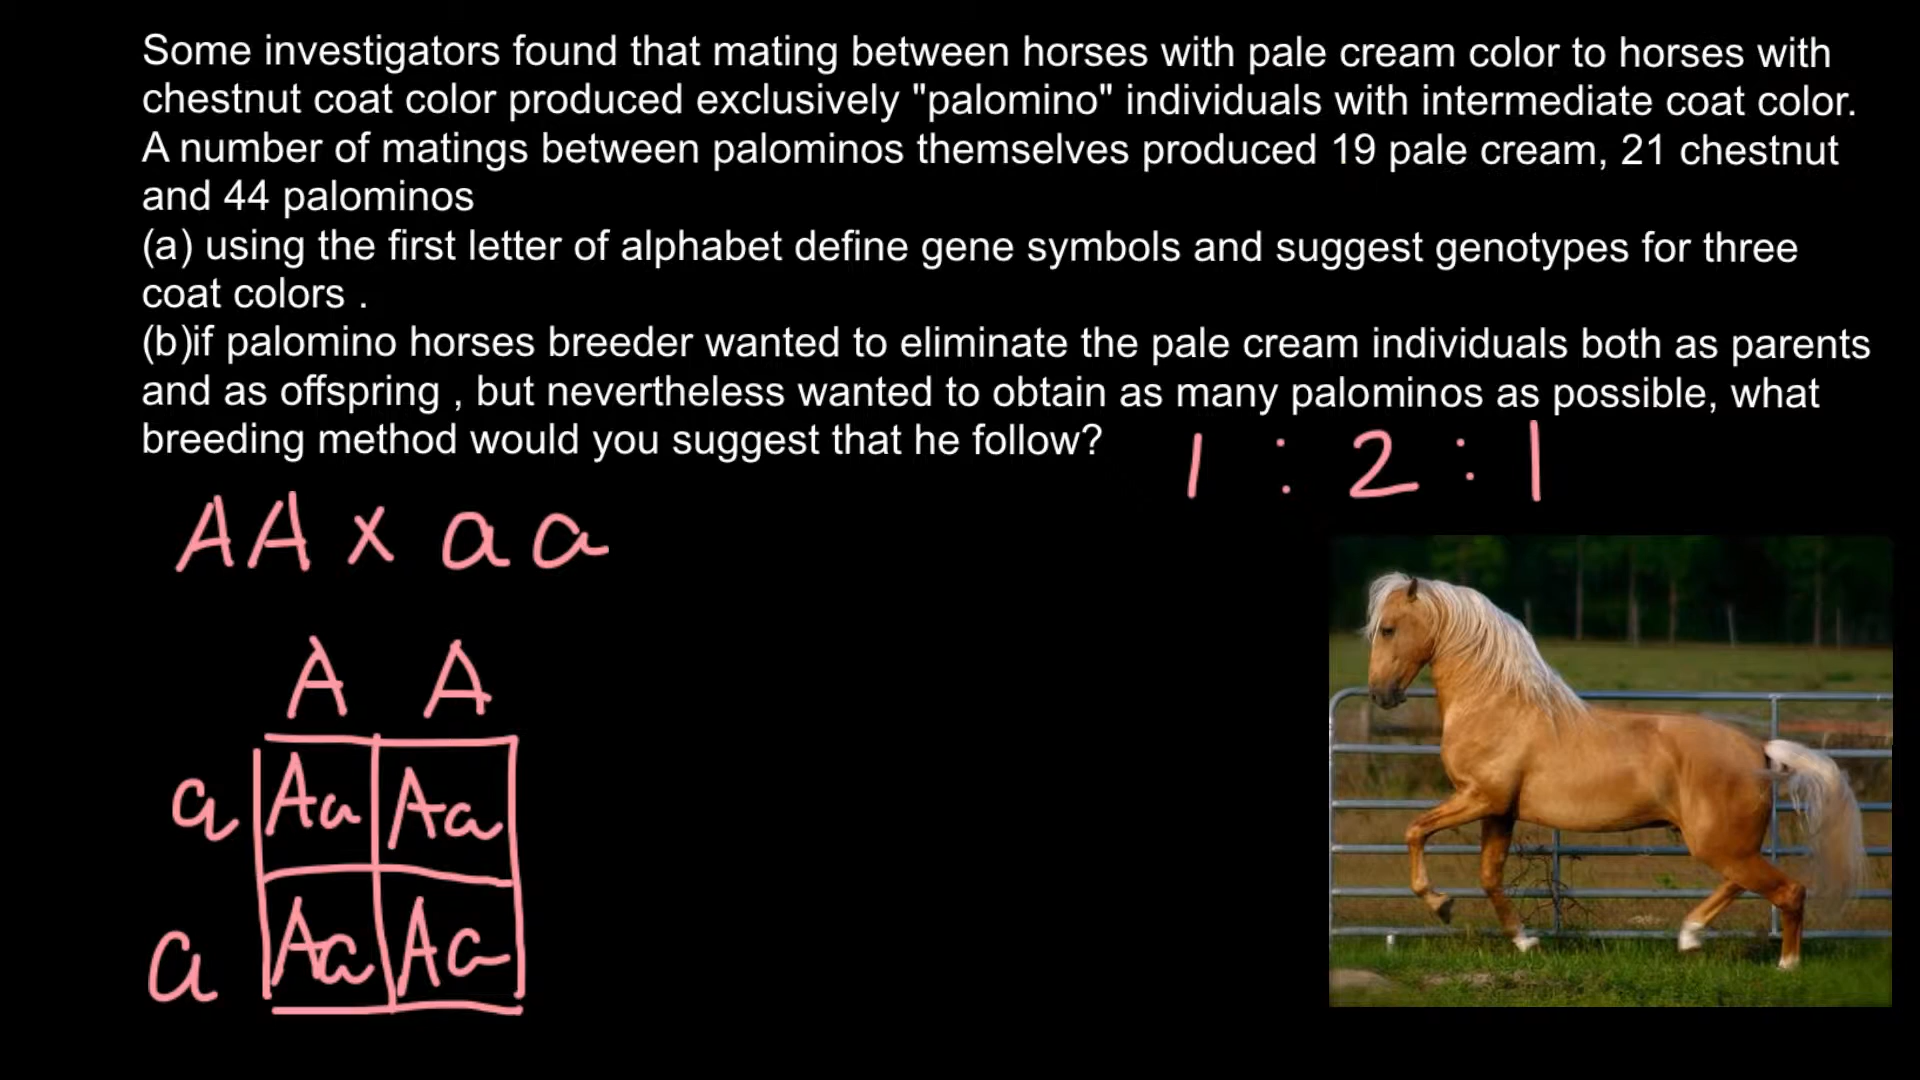 Some investigators found that mating between horses with pale cream color to horses with
chestnut coat color produced exclusively "palomino" individuals with intermediate coat color.
A number of matings between palominos themselves produced 19 pale cream, 21 chestnut
and 44 palominos
(a) using the first letter of alphabet define gene symbols and suggest genotypes for three
coat colors .
(b)if palomino horses breeder wanted to eliminate the pale cream individuals both as parents
and as offspring , but nevertheless wanted to obtain as many palominos as possible, what
breeding method would you suggest that he follow?
1 : 2 : 1
AA x aa
A A
a Aa Aa
a Aa Aa